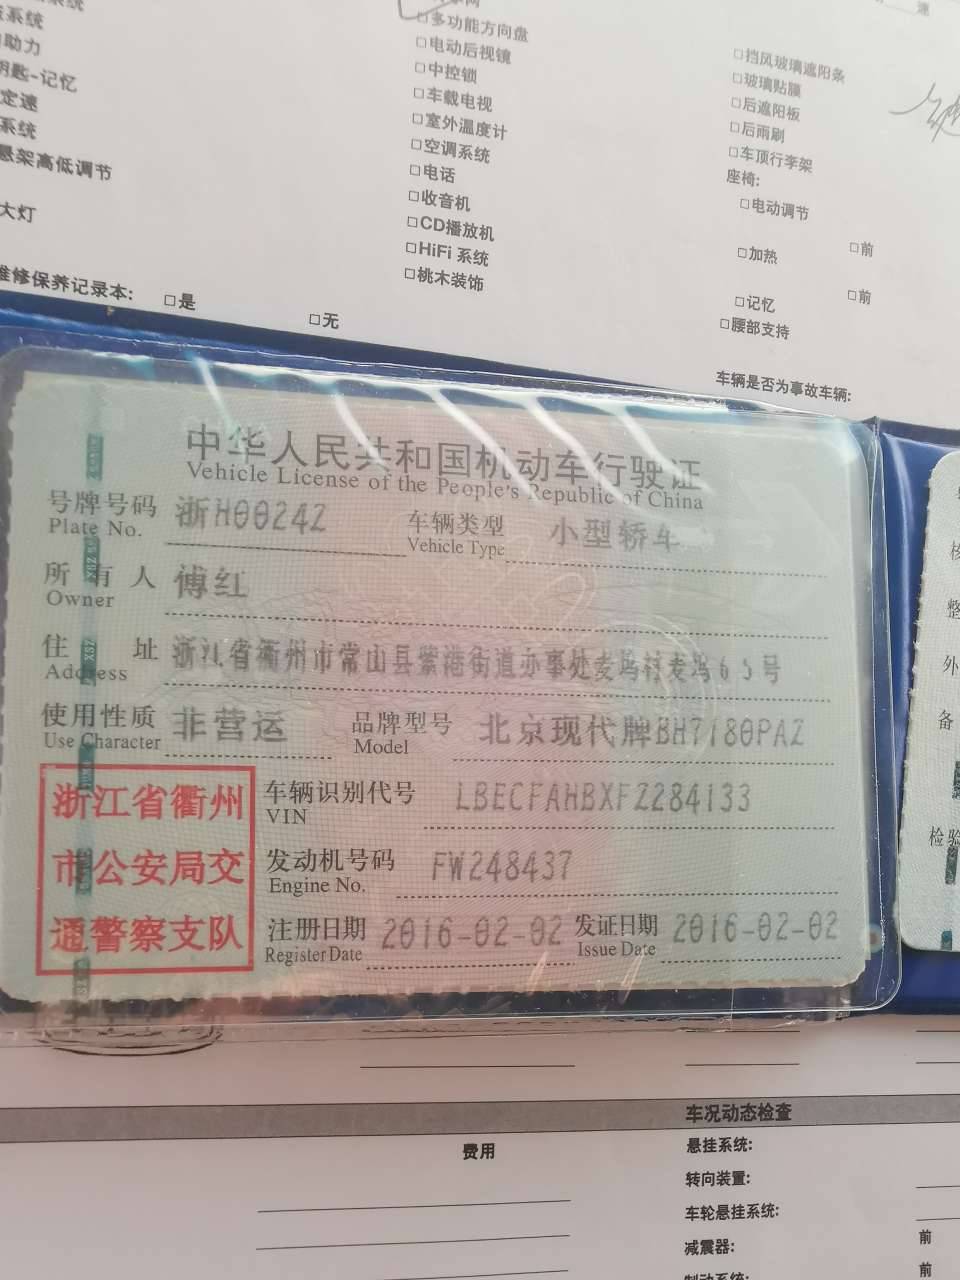 系统
助力
钥匙-记忆
定速
系统
悬架高低调节
大灯
维修保养记录本: □是 □无
□多功能方向盘
□电动后视镜
□中控锁
□车载电视
□室外温度计
□空调系统
□电话
□收音机
□CD播放机
□HiFi 系统
□桃木装饰
□挡风玻璃遮阳条
□玻璃贴膜
□后遮阳板
□后雨刷
□车顶行李架
座椅:
□电动调节
□前
□加热
□前
□记忆
□腰部支持
车辆是否为事故车辆:
中华人民共和国机动车行驶证
Vehicle License of the People's Republic of China
号牌号码 浙H0024Z 车辆类型 小型轿车
Plate No. Vehicle Type
所有人 傅红
Owner
住址 浙江省衢州市常山县紫港街道办事处麦坞村麦坞65号
Address
使用性质 非营运 品牌型号 北京现代牌BH7180PAZ
Use Character Model
浙江省衢州
市公安局交
通警察支队
车辆识别代号 LBECFAHBXFZ284133
VIN
发动机号码 FW248437
Engine No.
注册日期 2016-02-02 发证日期 2016-02-02
Register Date Issue Date
整
外
备
检验
车况动态检查
费用
悬挂系统:
转向装置:
车轮悬挂系统:
减震器:
前
制动系统:
前